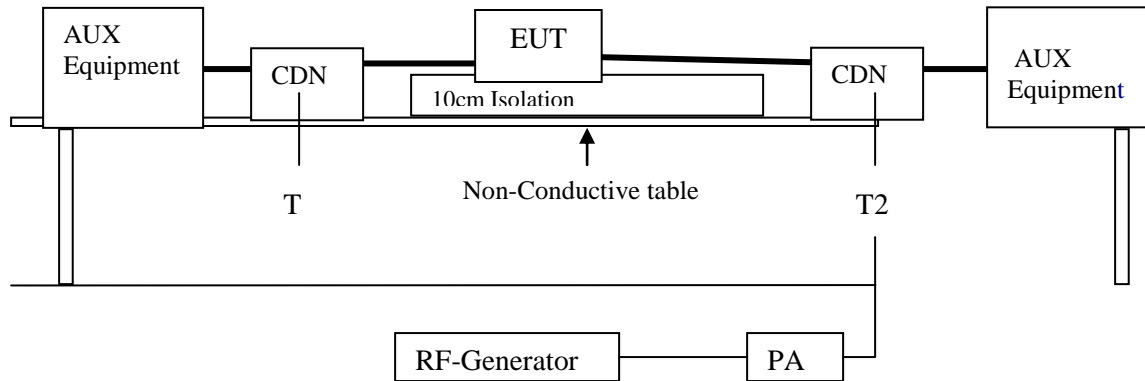 AUX
Equipment
CDN
EUT
10cm Isolation
CDN
AUX
Equipment
Non-Conductive table
T
T2
RF-Generator
PA